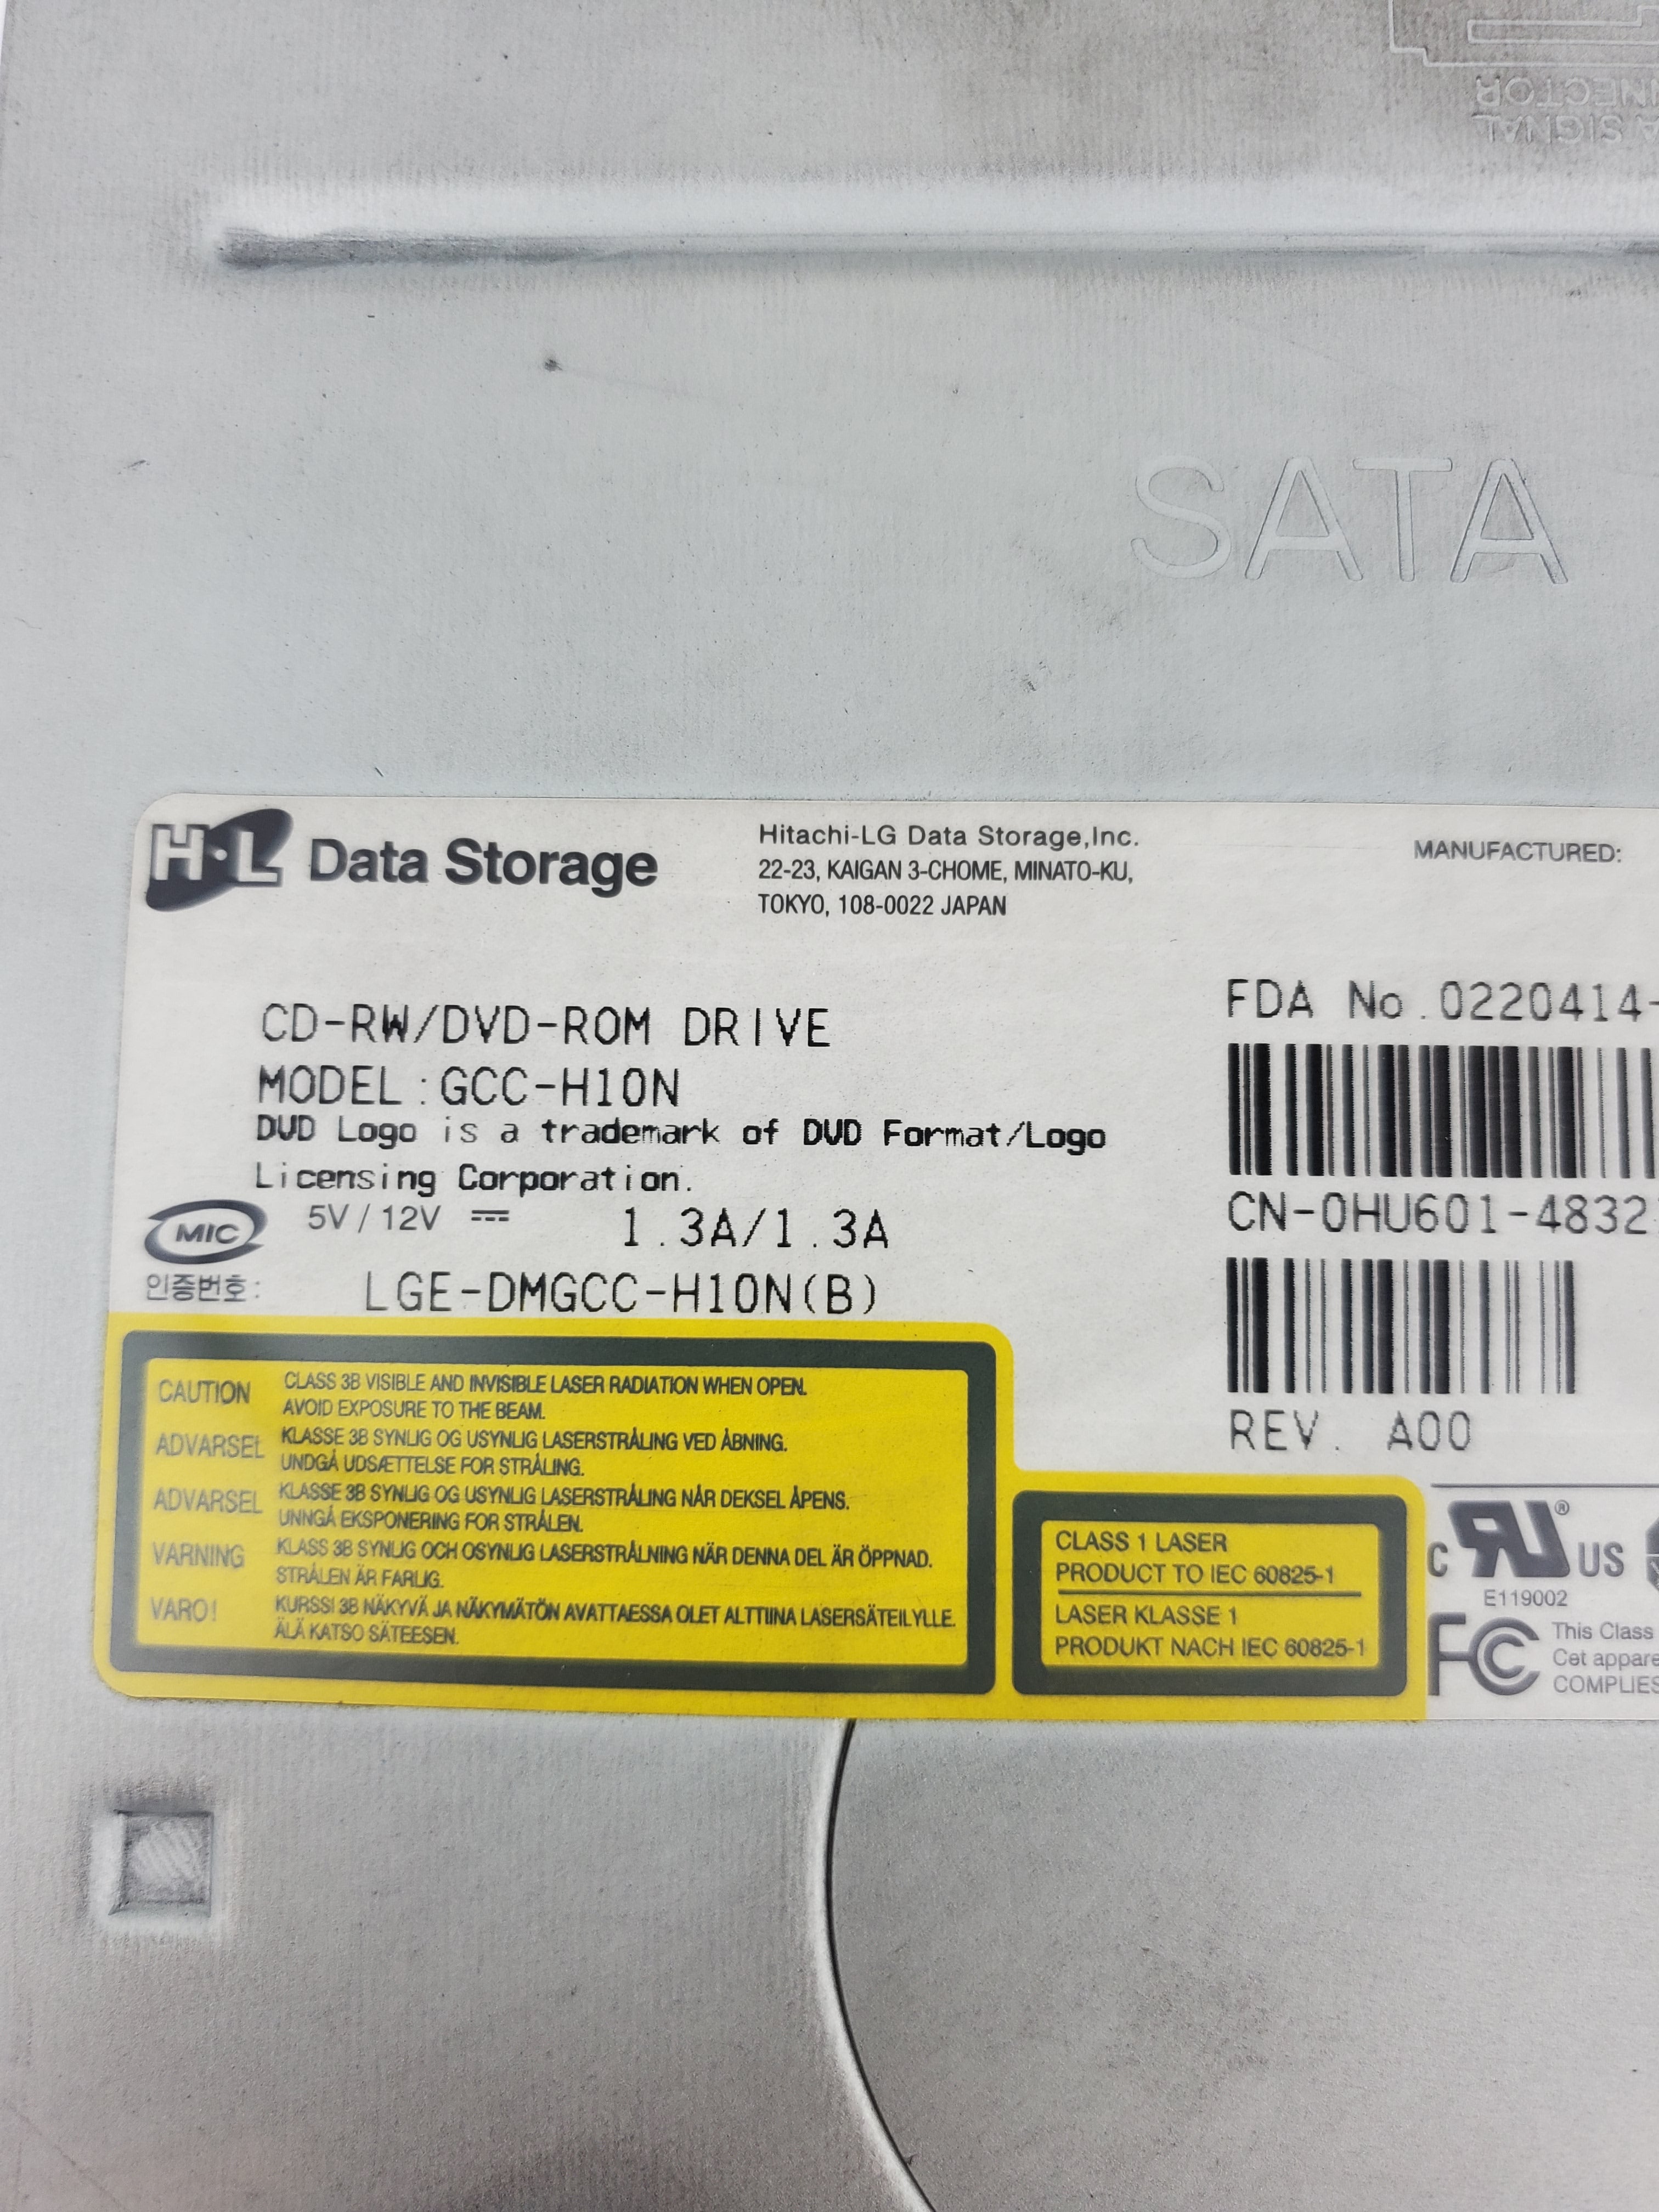 A SIGNAL
NNECTOR
SATA
H·L Data Storage
Hitachi-LG Data Storage,Inc.
22-23, KAIGAN 3-CHOME, MINATO-KU,
TOKYO, 108-0022 JAPAN
MANUFACTURED:
CD-RW/DVD-ROM DRIVE
MODEL:GCC-H10N
DVD Logo is a trademark of DVD Format/Logo
Licensing Corporation.
MIC 5V / 12V 1.3A/1.3A
인증번호: LGE-DMGCC-H10N(B)
FDA No.0220414-
CN-0HU601-4832
REV. A00
CAUTION CLASS 3B VISIBLE AND INVISIBLE LASER RADIATION WHEN OPEN.
AVOID EXPOSURE TO THE BEAM.
ADVARSEL KLASSE 3B SYNLIG OG USYNLIG LASERSTRÅLING VED ÅBNING.
UNDGÅ UDSÆTTELSE FOR STRÅLING.
ADVARSEL KLASSE 3B SYNLIG OG USYNLIG LASERSTRÅLING NÅR DEKSEL ÅPENS.
UNNGÅ EKSPONERING FOR STRÅLEN.
VARNING KLASS 3B SYNLIG OCH OSYNLIG LASERSTRÅLNING NÄR DENNA DEL ÄR ÖPPNAD.
STRÅLEN ÄR FARLIG.
VARO! KURSSI 3B NÄKYVÄ JA NÄKYMÄTÖN AVATTAESSA OLET ALTTIINA LASERSÄTEILYLLE.
ÄLÄ KATSO SÄTEESEN.
CLASS 1 LASER
PRODUCT TO IEC 60825-1
LASER KLASSE 1
PRODUKT NACH IEC 60825-1
C RU ® US
E119002
FC This Class
Cet appare
COMPLIES